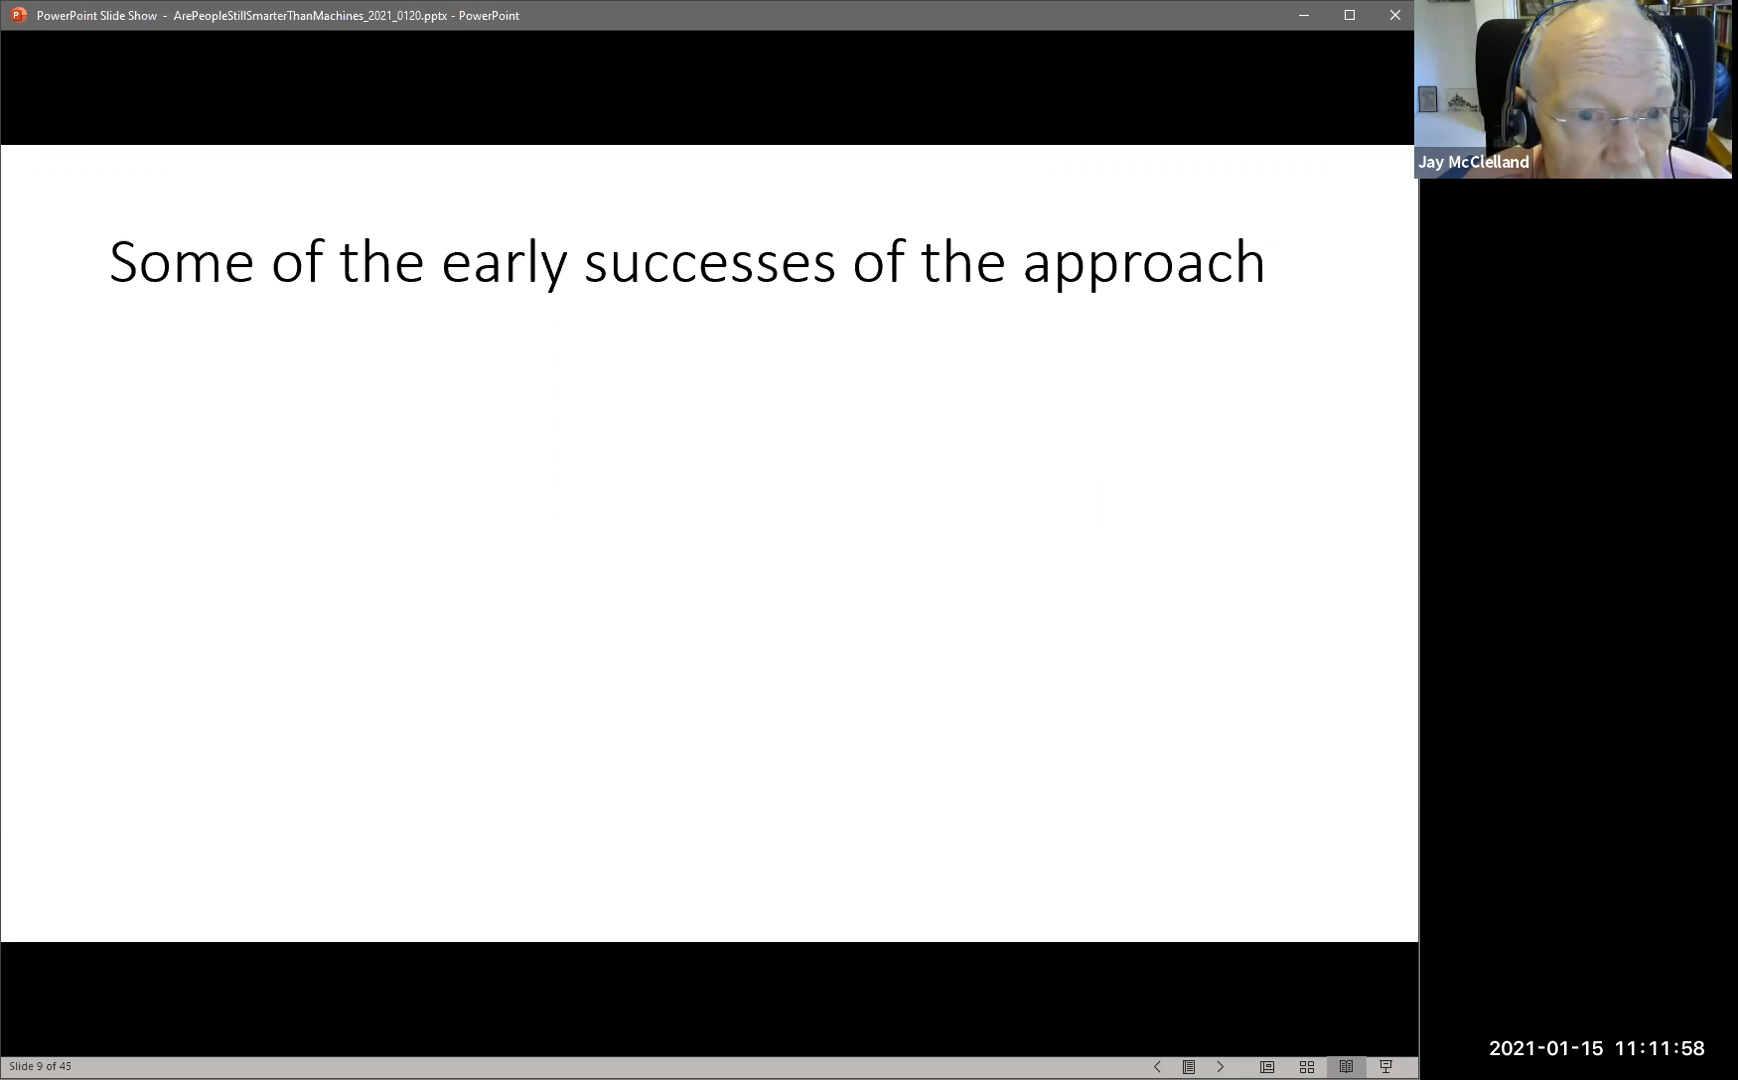 PowerPoint Slide Show - ArePeopleStillSmarterThanMachines_2021_0120.pptx - PowerPoint
Jay McClelland
Some of the early successes of the approach
2021-01-15 11:11:58
Slide 9 of 45